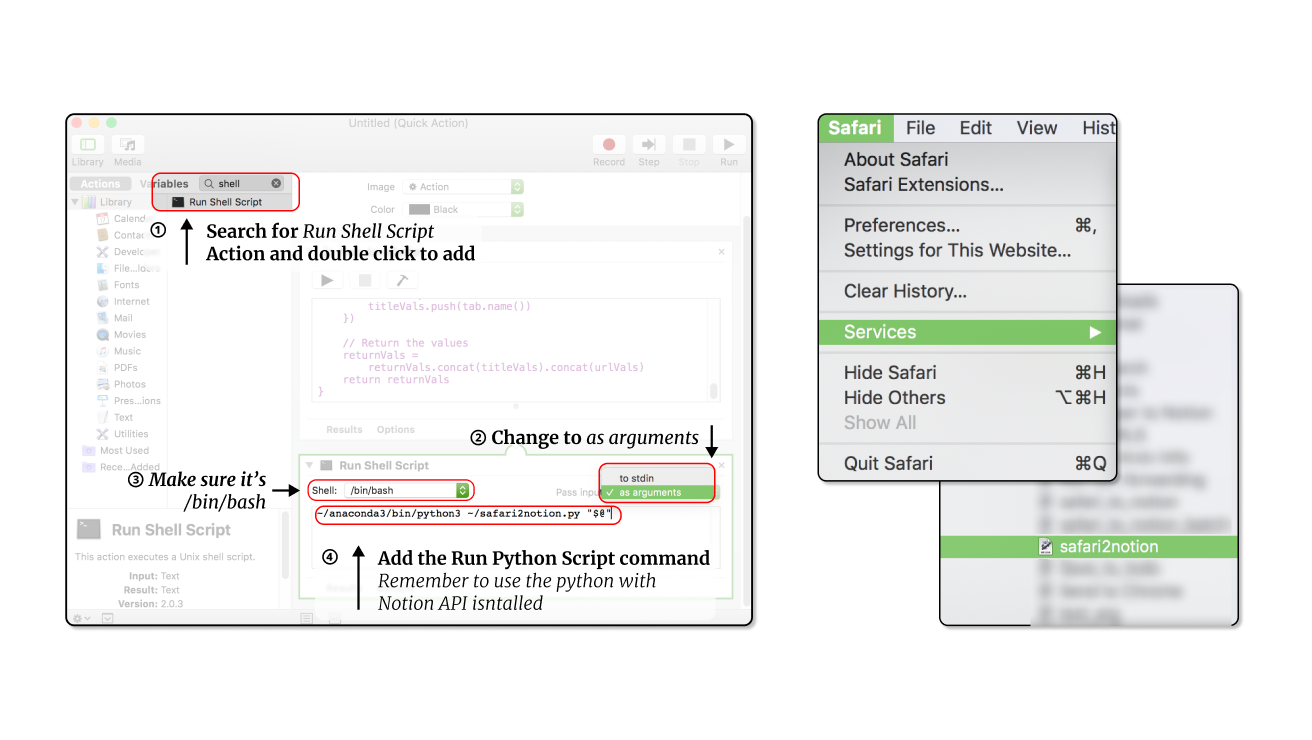 Untitled (Quick Action)
Library
Media
Record
Step
Stop
Run
Actions
Variables
shell
Library
Run Shell Script
Calend
Contac
Develo
File...lders
Fonts
Internet
Mail
Movies
Music
PDFs
Photos
Pres...ions
Text
Utilities
Most Used
Rece...Added
Image
Action
Color
Black
① Search for Run Shell Script
Action and double click to add
titleVals.push(tab.name())
})
// Return the values
returnVals =
returnVals.concat(titleVals).concat(urlVals)
return returnVals
}
Results Options
② Change to as arguments
Run Shell Script
③ Make sure it's
/bin/bash
Shell: /bin/bash
Pass input
to stdin
✓ as arguments
~/anaconda3/bin/python3 ~/safari2notion.py "$@"
④ Add the Run Python Script command
Remember to use the python with
Notion API isntalled
Run Shell Script
This action executes a Unix shell script.
Input: Text
Result: Text
Version: 2.0.3
Safari File Edit View Hist
About Safari
Safari Extensions...
Preferences... ⌘,
Settings for This Website...
Clear History...
Services ▶
Hide Safari ⌘H
Hide Others ⌥⌘H
Show All
Quit Safari ⌘Q
safari2notion